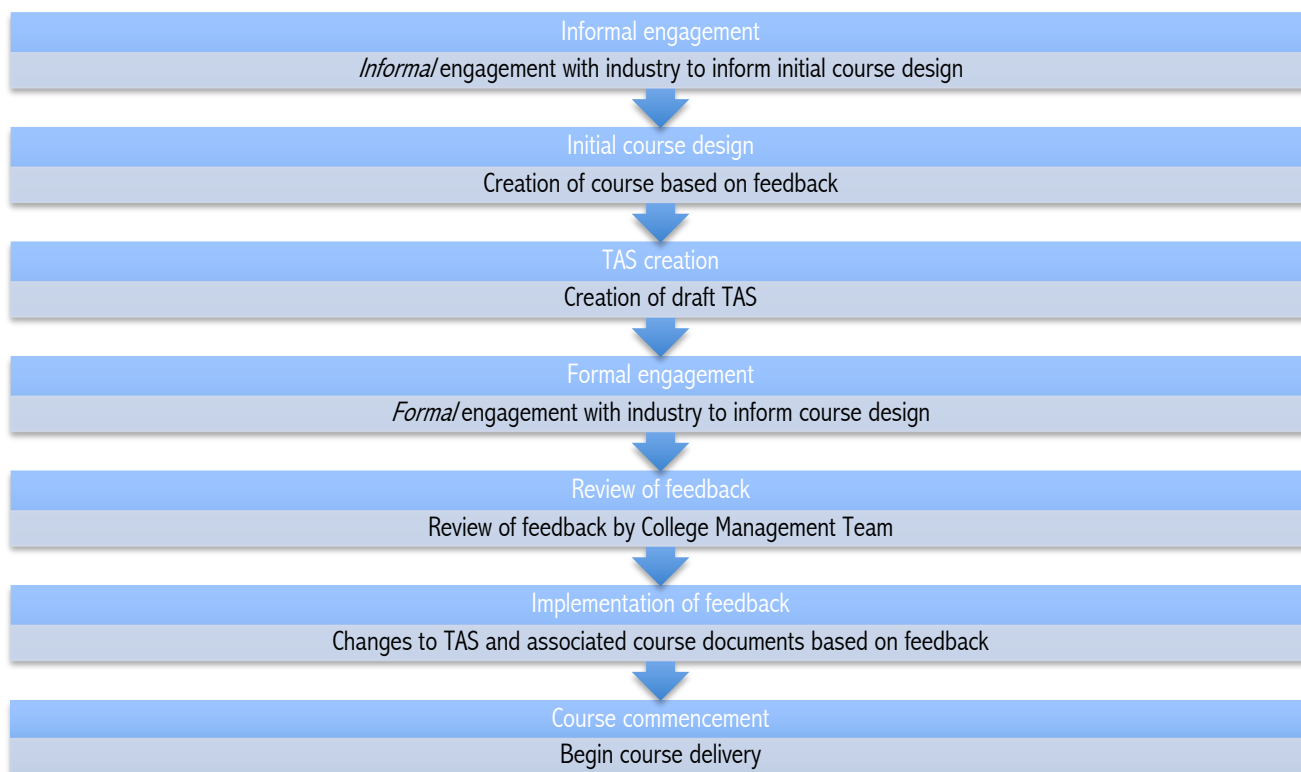 Informal engagement
Informal engagement with industry to inform initial course design
Initial course design
Creation of course based on feedback
TAS creation
Creation of draft TAS
Formal engagement
Formal engagement with industry to inform course design
Review of feedback
Review of feedback by College Management Team
Implementation of feedback
Changes to TAS and associated course documents based on feedback
Course commencement
Begin course delivery